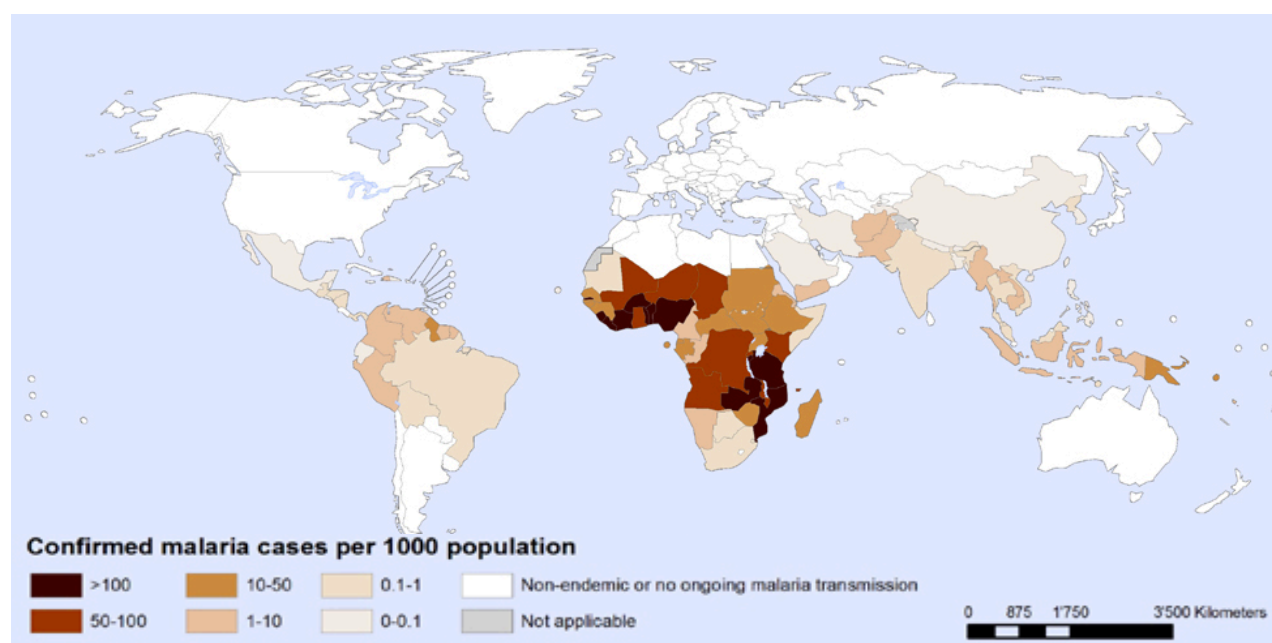 Confirmed malaria cases per 1000 population
>100 10-50 0.1-1 Non-endemic or no ongoing malaria transmission
50-100 1-10 0-0.1 Not applicable
0 875 1'750 3'500 Kilometers